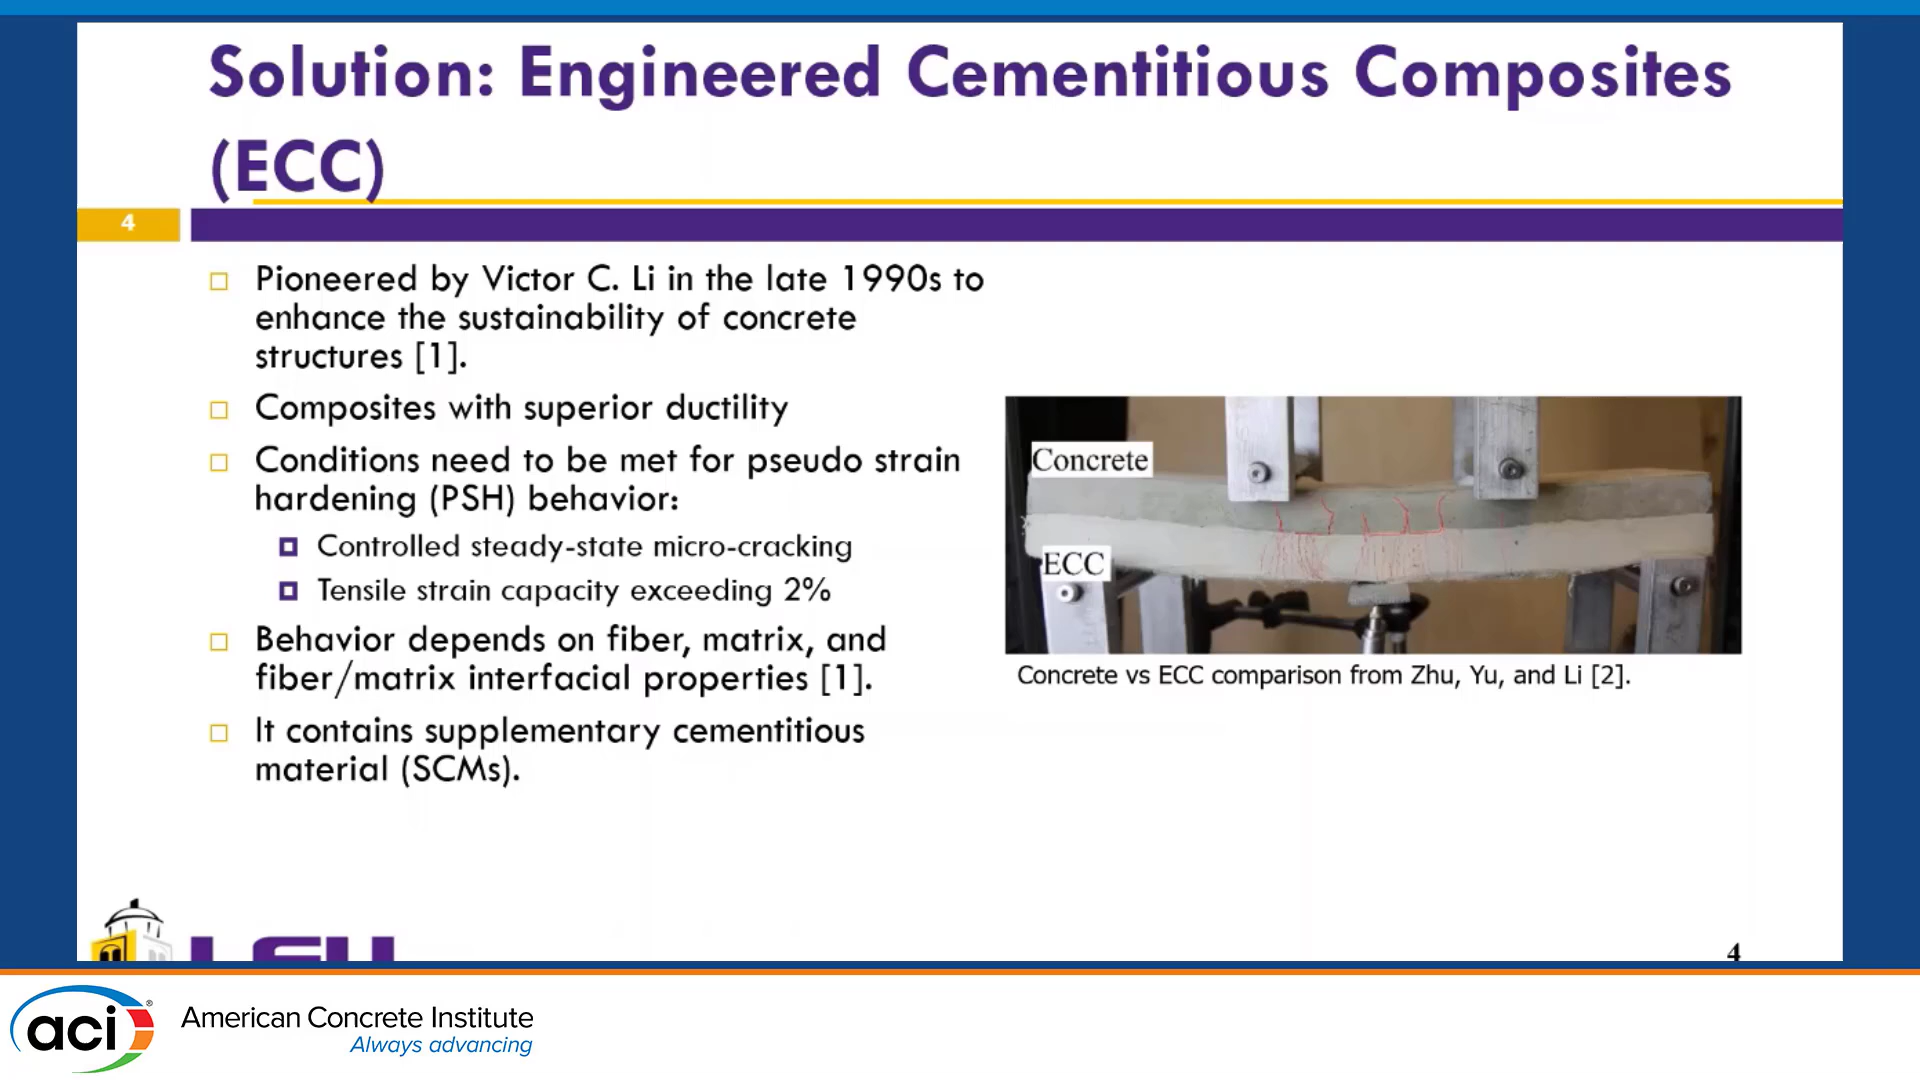 Solution: Engineered Cementitious Composites
(ECC)
4
Pioneered by Victor C. Li in the late 1990s to
enhance the sustainability of concrete
structures [1].
Composites with superior ductility
Conditions need to be met for pseudo strain
hardening (PSH) behavior:
Controlled steady-state micro-cracking
Tensile strain capacity exceeding 2%
Behavior depends on fiber, matrix, and
fiber/matrix interfacial properties [1].
It contains supplementary cementitious
material (SCMs).
Concrete
ECC
Concrete vs ECC comparison from Zhu, Yu, and Li [2].
LSU
4
aci®
American Concrete Institute
Always advancing